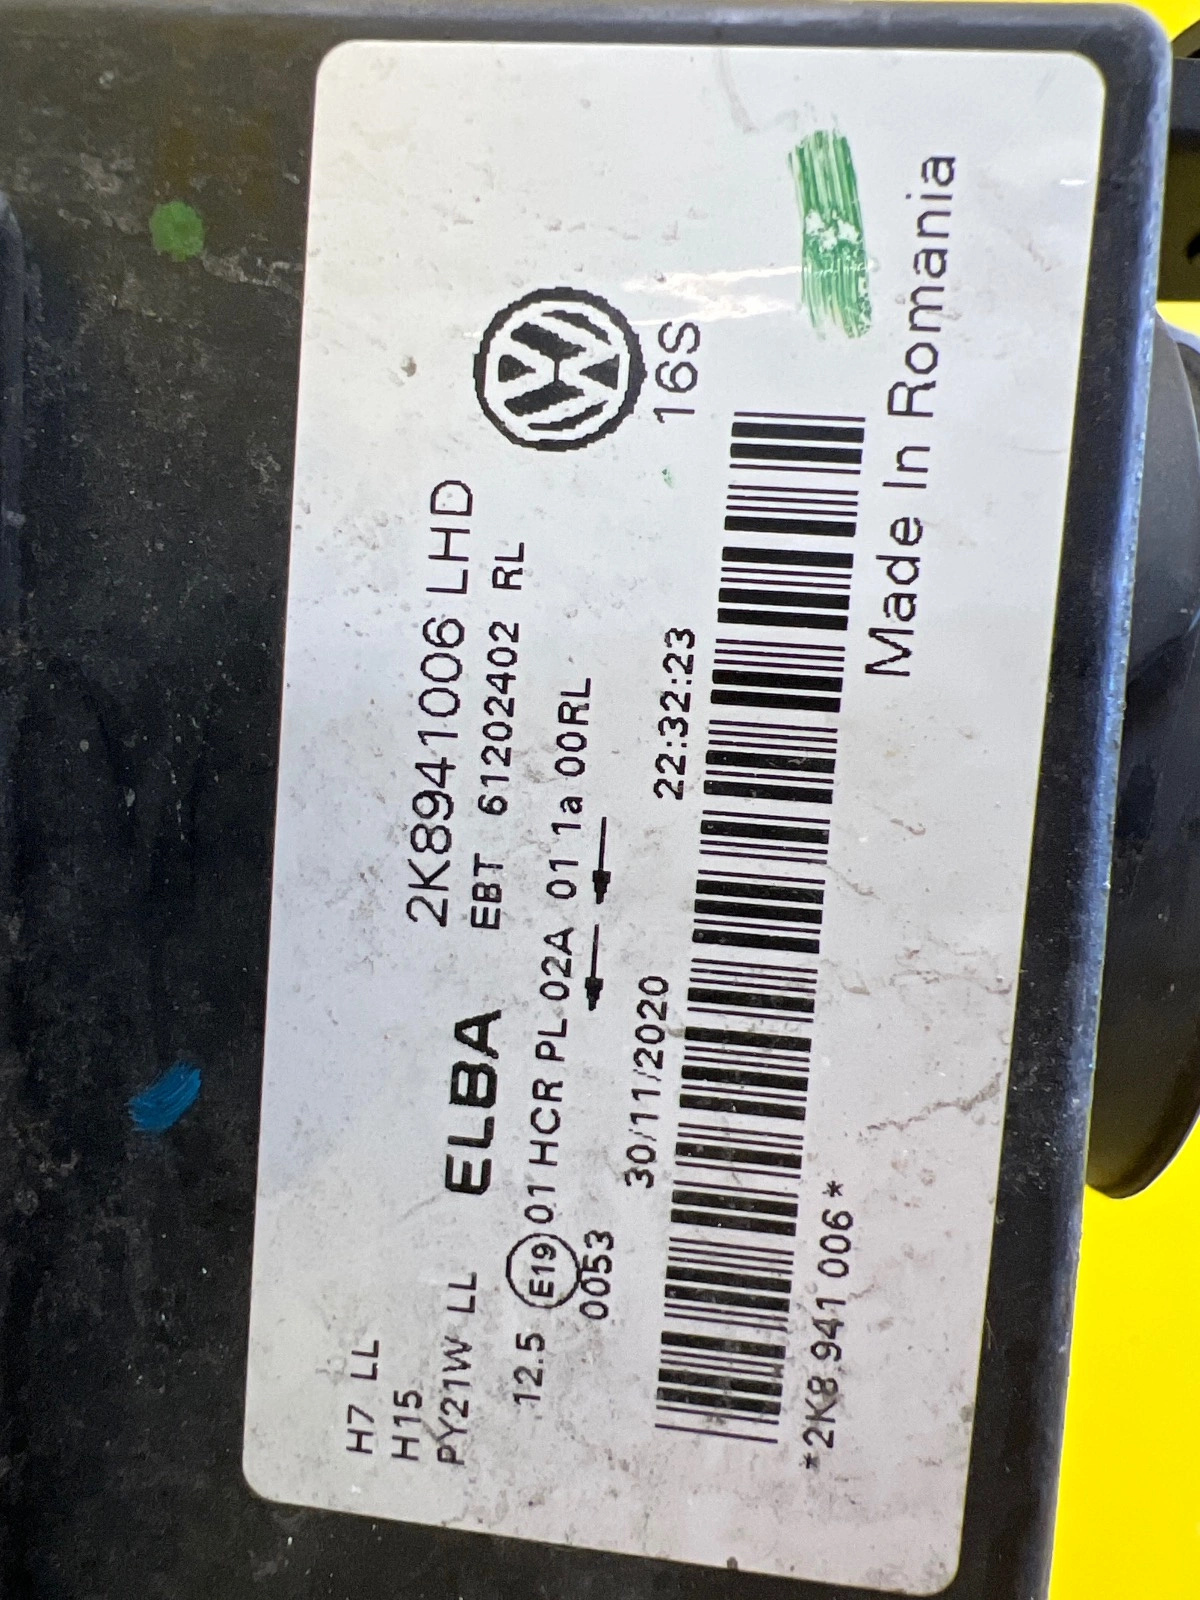 H7 LL
H15
PY21W LL
2K8941006 LHD
ELBA
EBT 61202402 RL
12.5 E19 01 HCR PL 02A 01 1a 00RL
0053
16S
30/11/2020 22:32:23
*2K8 941 006*
Made In Romania